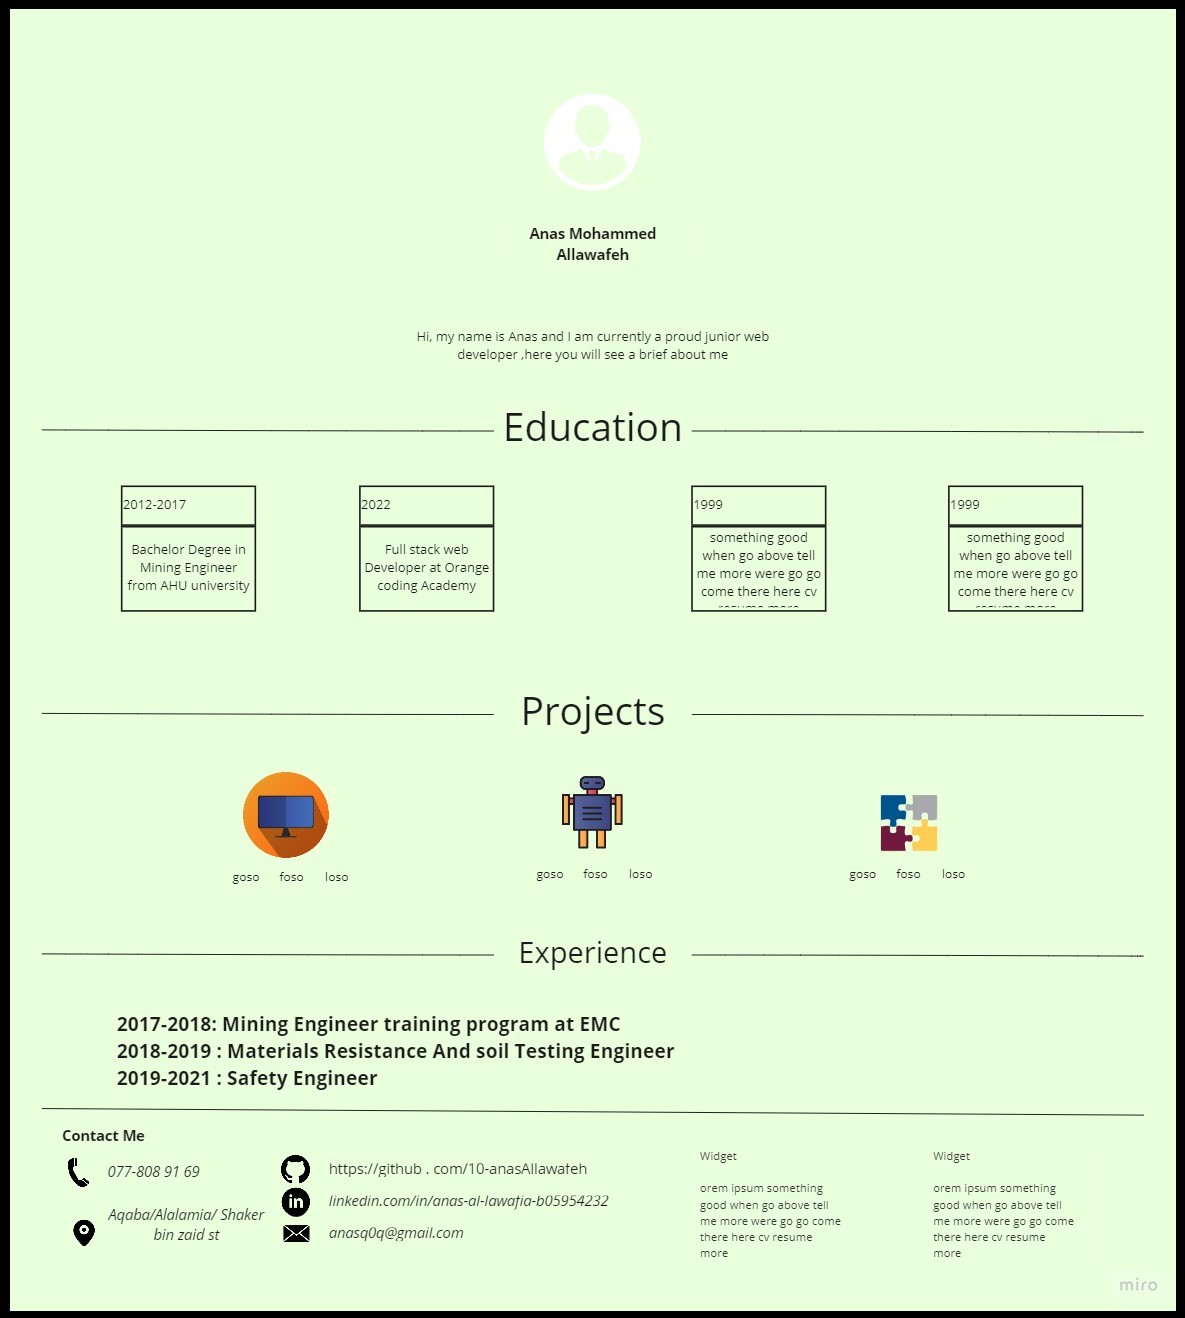 Anas Mohammed
Allawafeh
Hi, my name is Anas and I am currently a proud junior web
developer ,here you will see a brief about me
Education
2012-2017
Bachelor Degree in
Mining Engineer
from AHU university
2022
Full stack web
Developer at Orange
coding Academy
1999
something good
when go above tell
me more were go go
come there here cv
resume more
1999
something good
when go above tell
me more were go go
come there here cv
resume more
Projects
goso foso loso
goso foso loso
goso foso loso
Experience
2017-2018: Mining Engineer training program at EMC
2018-2019 : Materials Resistance And soil Testing Engineer
2019-2021 : Safety Engineer
Contact Me
077-808 91 69
Aqaba/Alalamia/ Shaker
bin zaid st
https://github . com/10-anasAllawafeh
in
linkedin.com/in/anas-al-lawafia-b05954232
anasq0q@gmail.com
Widget
orem ipsum something
good when go above tell
me more were go go come
there here cv resume
more
Widget
orem ipsum something
good when go above tell
me more were go go come
there here cv resume
more
miro